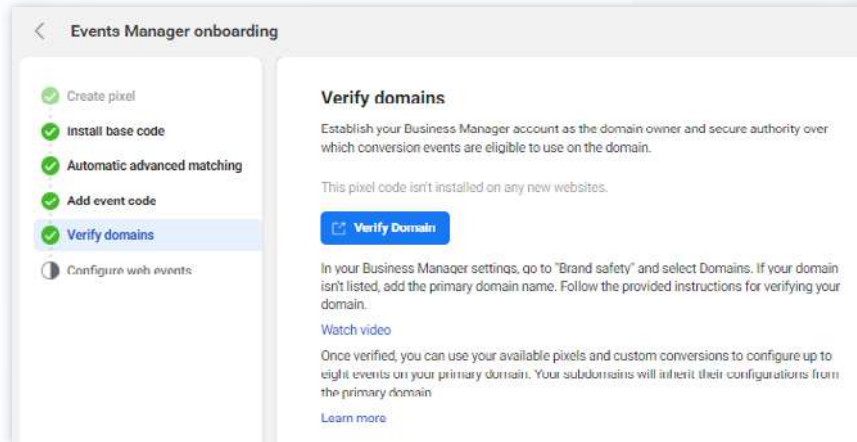 Events Manager onboarding
Create pixel
Install base code
Automatic advanced matching
Add event code
Verify domains
Configure web events
Verify domains
Establish your Business Manager account as the domain owner and secure authority over
which conversion events are eligible to use on the domain.
This pixel code isn't installed on any new websites.
Verify Domain
In your Business Manager settings, go to "Brand safety" and select Domains. If your domain
isn't listed, add the primary domain name. Follow the provided instructions for verifying your
domain.
Watch video
Once verified, you can use your available pixels and custom conversions to configure up to
eight events on your primary domain. Your subdomains will inherit their configurations from
the primary domain
Learn more